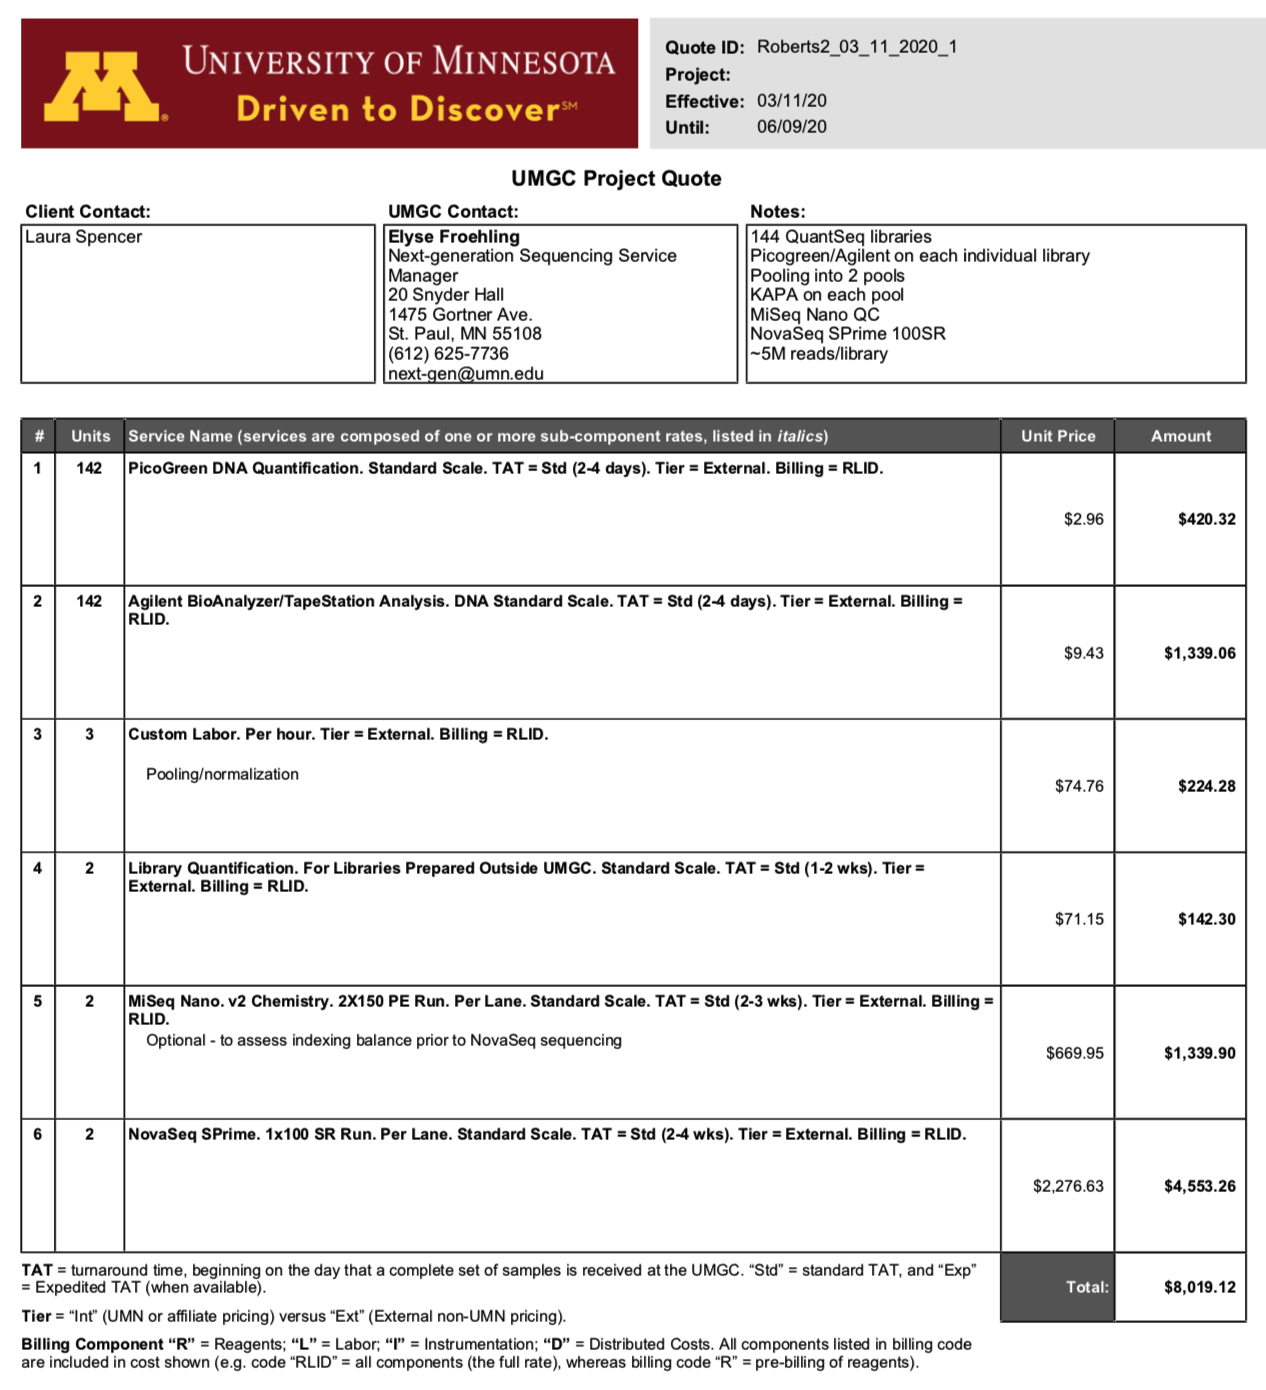 UNIVERSITY OF MINNESOTA
Driven to Discover℠
Quote ID: Roberts2_03_11_2020_1
Project:
Effective: 03/11/20
Until: 06/09/20
UMGC Project Quote
Client Contact:
Laura Spencer
UMGC Contact:
Elyse Froehling
Next-generation Sequencing Service
Manager
20 Snyder Hall
1475 Gortner Ave.
St. Paul, MN 55108
(612) 625-7736
next-gen@umn.edu
Notes:
144 QuantSeq libraries
Picogreen/Agilent on each individual library
Pooling into 2 pools
KAPA on each pool
MiSeq Nano QC
NovaSeq SPrime 100SR
~5M reads/library
# Units Service Name (services are composed of one or more sub-component rates, listed in italics) Unit Price Amount
1 142 PicoGreen DNA Quantification. Standard Scale. TAT = Std (2-4 days). Tier = External. Billing = RLID.
$2.96 $420.32
2 142 Agilent BioAnalyzer/TapeStation Analysis. DNA Standard Scale. TAT = Std (2-4 days). Tier = External. Billing =
RLID.
$9.43 $1,339.06
3 3 Custom Labor. Per hour. Tier = External. Billing = RLID.
Pooling/normalization
$74.76 $224.28
4 2 Library Quantification. For Libraries Prepared Outside UMGC. Standard Scale. TAT = Std (1-2 wks). Tier =
External. Billing = RLID.
$71.15 $142.30
5 2 MiSeq Nano. v2 Chemistry. 2X150 PE Run. Per Lane. Standard Scale. TAT = Std (2-3 wks). Tier = External. Billing =
RLID.
Optional - to assess indexing balance prior to NovaSeq sequencing
$669.95 $1,339.90
6 2 NovaSeq SPrime. 1x100 SR Run. Per Lane. Standard Scale. TAT = Std (2-4 wks). Tier = External. Billing = RLID.
$2,276.63 $4,553.26
TAT = turnaround time, beginning on the day that a complete set of samples is received at the UMGC. “Std” = standard TAT, and “Exp”
= Expedited TAT (when available).
Total: $8,019.12
Tier = “Int” (UMN or affiliate pricing) versus “Ext” (External non-UMN pricing).
Billing Component “R” = Reagents; “L” = Labor; “I” = Instrumentation; “D” = Distributed Costs. All components listed in billing code
are included in cost shown (e.g. code “RLID” = all components (the full rate), whereas billing code “R” = pre-billing of reagents).